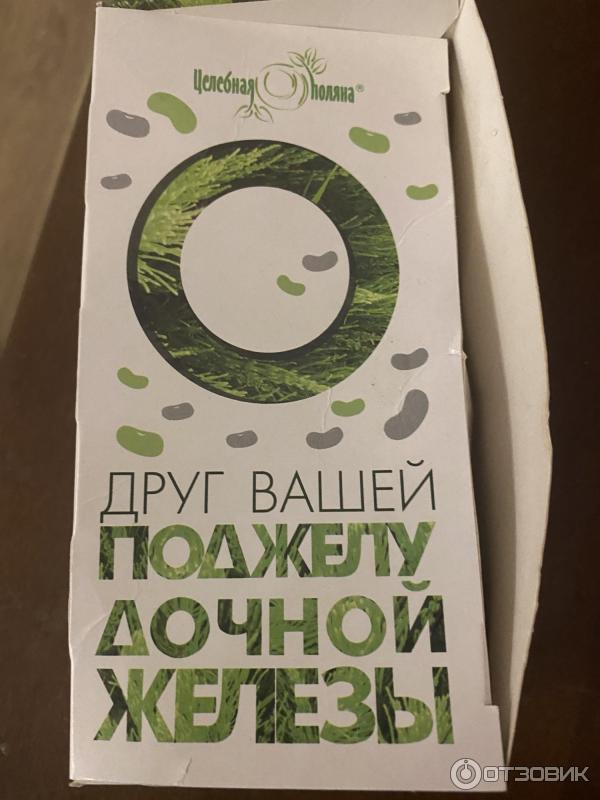 Целебная поляна®
ДРУГ ВАШЕЙ
ПОДЖЕЛУ
ДОЧНОЙ
ЖЕЛЕЗЫ
ОТЗОВИК